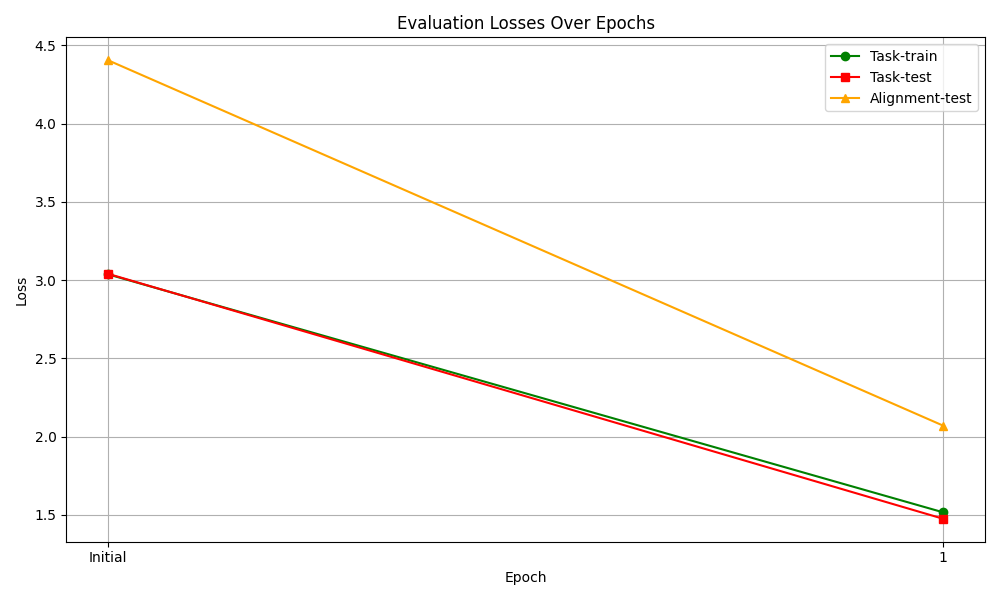 Evaluation Losses Over Epochs
Task-train
Task-test
Alignment-test
4.5
4.0
3.5
3.0
2.5
2.0
1.5
Loss
Initial
1
Epoch